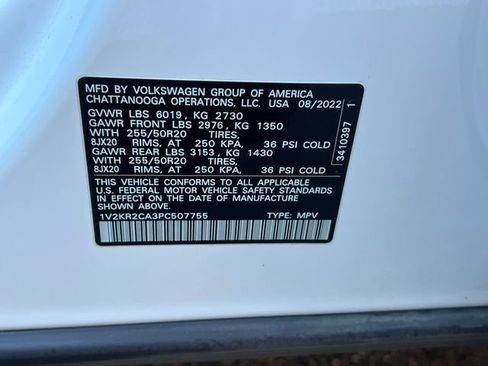 MFD BY VOLKSWAGEN GROUP OF AMERICA
CHATTANOOGA OPERATIONS, LLC. USA 08/2022
GVWR LBS 6019, KG 2730
GAWR FRONT LBS 2976, KG 1350
WITH 255/50R20 TIRES,
8JX20 RIMS, AT 250 KPA, 36 PSI COLD
GAWR REAR LBS 3153, KG 1430
WITH 255/50R20 TIRES,
8JX20 RIMS, AT 250 KPA, 36 PSI COLD
THIS VEHICLE CONFORMS TO ALL APPLICABLE
U.S. FEDERAL MOTOR VEHICLE SAFETY STANDARDS
IN EFFECT ON THE DATE OF MANUFACTURE
SHOWN ABOVE.
1V2KR2CA3PC507755 TYPE: MPV
3410397 1